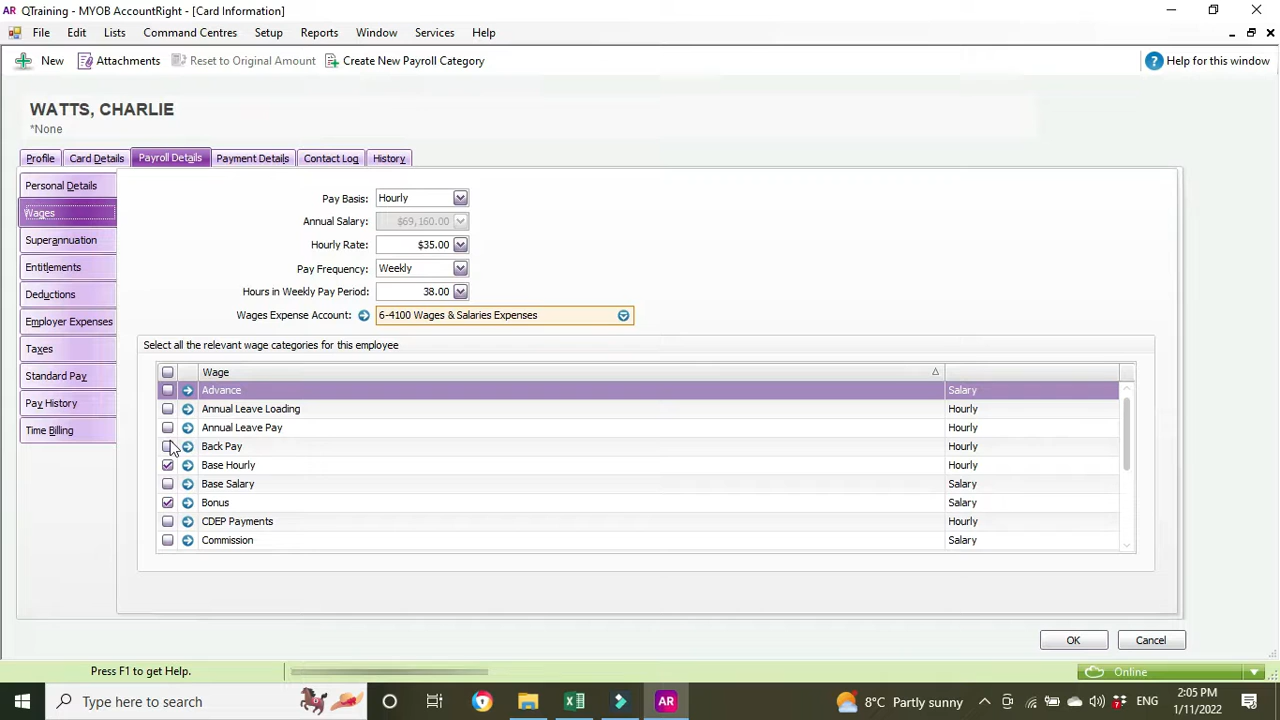 AR QTraining - MYOB AccountRight - [Card Information]
File Edit Lists Command Centres Setup Reports Window Services Help
New Attachments Reset to Original Amount Create New Payroll Category ? Help for this window
WATTS, CHARLIE
*None
Profile Card Details Payroll Details Payment Details Contact Log History
Personal Details
Wages
Superannuation
Entitlements
Deductions
Employer Expenses
Taxes
Standard Pay
Pay History
Time Billing
Pay Basis: Hourly
Annual Salary: $69,160.00
Hourly Rate: $35.00
Pay Frequency: Weekly
Hours in Weekly Pay Period: 38.00
Wages Expense Account: 6-4100 Wages & Salaries Expenses
Select all the relevant wage categories for this employee
Wage
Advance Salary
Annual Leave Loading Hourly
Annual Leave Pay Hourly
Back Pay Hourly
Base Hourly Hourly
Base Salary Salary
Bonus Salary
CDEP Payments Hourly
Commission Salary
OK Cancel
Press F1 to get Help. Online
Type here to search AR 8°C Partly sunny ENG 2:05 PM
1/11/2022